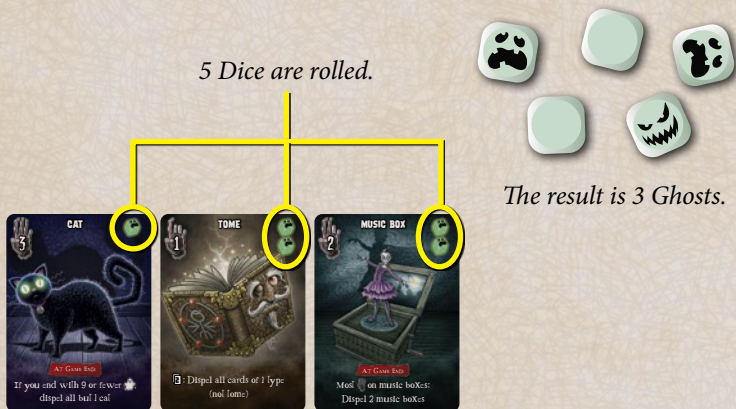 5 Dice are rolled.
The result is 3 Ghosts.
3
CAT
AT GAME END
If you end with 9 or fewer :
dispel all but 1 cat
1
TOME
2: Dispel all cards of 1 type
(not tome)
2
MUSIC BOX
AT GAME END
Most on music boxes:
Dispel 2 music boxes